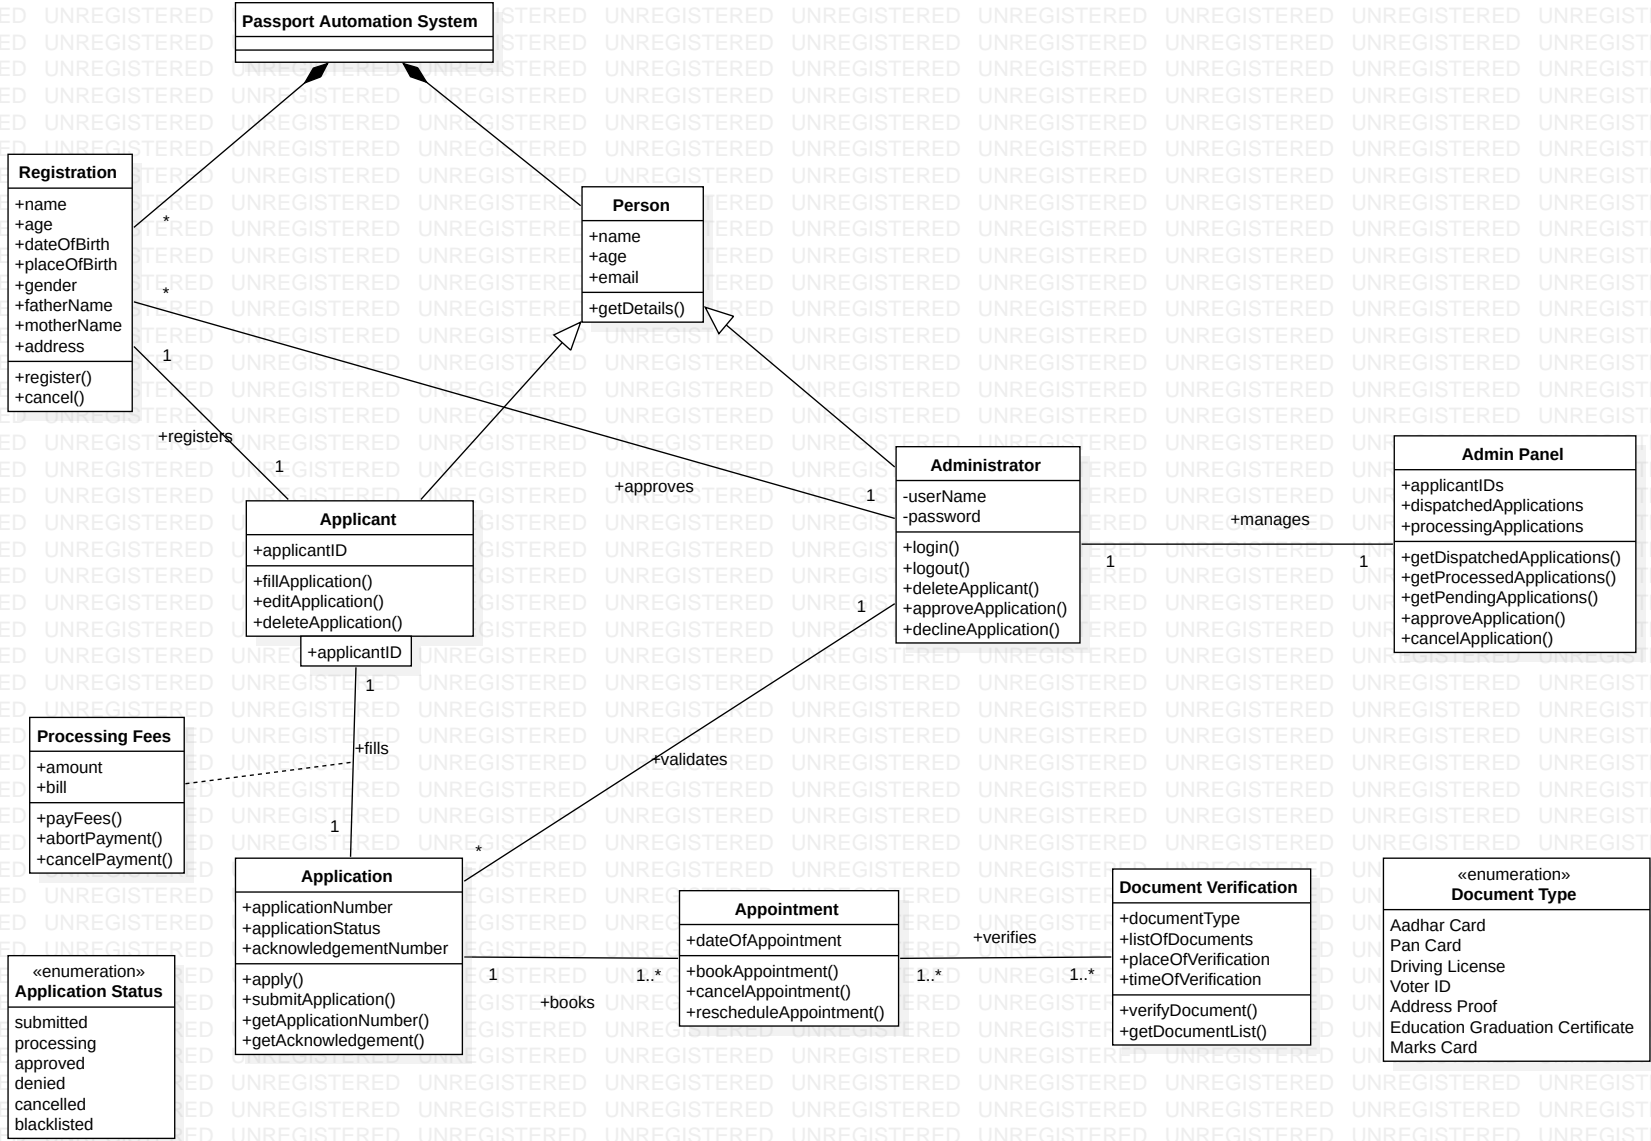 Passport Automation System
Registration
+name
+age
+dateOfBirth
+placeOfBirth
+gender
+fatherName
+motherName
+address
+register()
+cancel()
*
*
1
+registers
1
Person
+name
+age
+email
+getDetails()
+approves
1
Applicant
+applicantID
+fillApplication()
+editApplication()
+deleteApplication()
+applicantID
1
+fills
1
Administrator
-userName
-password
+login()
+logout()
+deleteApplicant()
+approveApplication()
+declineApplication()
1
+manages
1
1
Admin Panel
+applicantIDs
+dispatchedApplications
+processingApplications
+getDispatchedApplications()
+getProcessedApplications()
+getPendingApplications()
+approveApplication()
+cancelApplication()
Processing Fees
+amount
+bill
+payFees()
+abortPayment()
+cancelPayment()
+validates
*
Application
+applicationNumber
+applicationStatus
+acknowledgementNumber
+apply()
+submitApplication()
+getApplicationNumber()
+getAcknowledgement()
1
+books
1..*
Appointment
+dateOfAppointment
+bookAppointment()
+cancelAppointment()
+rescheduleAppointment()
+verifies
1..*
1..*
Document Verification
+documentType
+listOfDocuments
+placeOfVerification
+timeOfVerification
+verifyDocument()
+getDocumentList()
«enumeration»
Document Type
Aadhar Card
Pan Card
Driving License
Voter ID
Address Proof
Education Graduation Certificate
Marks Card
«enumeration»
Application Status
submitted
processing
approved
denied
cancelled
blacklisted
UNREGISTERED